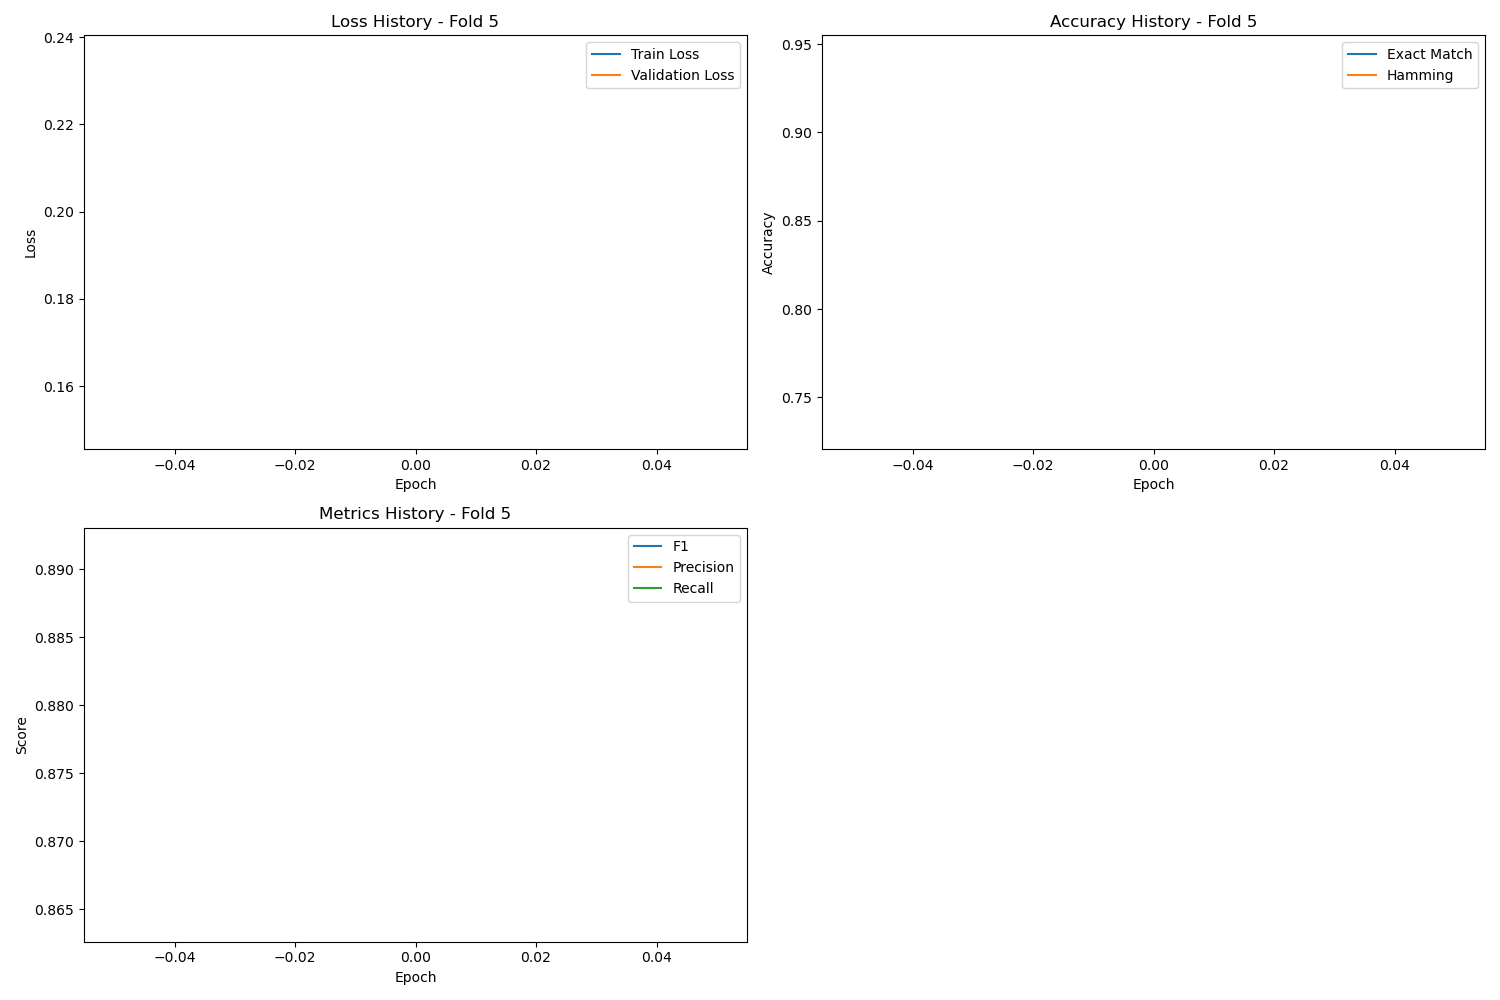 Loss History - Fold 5
0.24
0.22
0.20
0.18
0.16
Loss
Train Loss
Validation Loss
−0.04 −0.02 0.00 0.02 0.04
Epoch
Accuracy History - Fold 5
0.95
0.90
0.85
0.80
0.75
Accuracy
Exact Match
Hamming
−0.04 −0.02 0.00 0.02 0.04
Epoch
Metrics History - Fold 5
0.890
0.885
0.880
0.875
0.870
0.865
Score
F1
Precision
Recall
−0.04 −0.02 0.00 0.02 0.04
Epoch